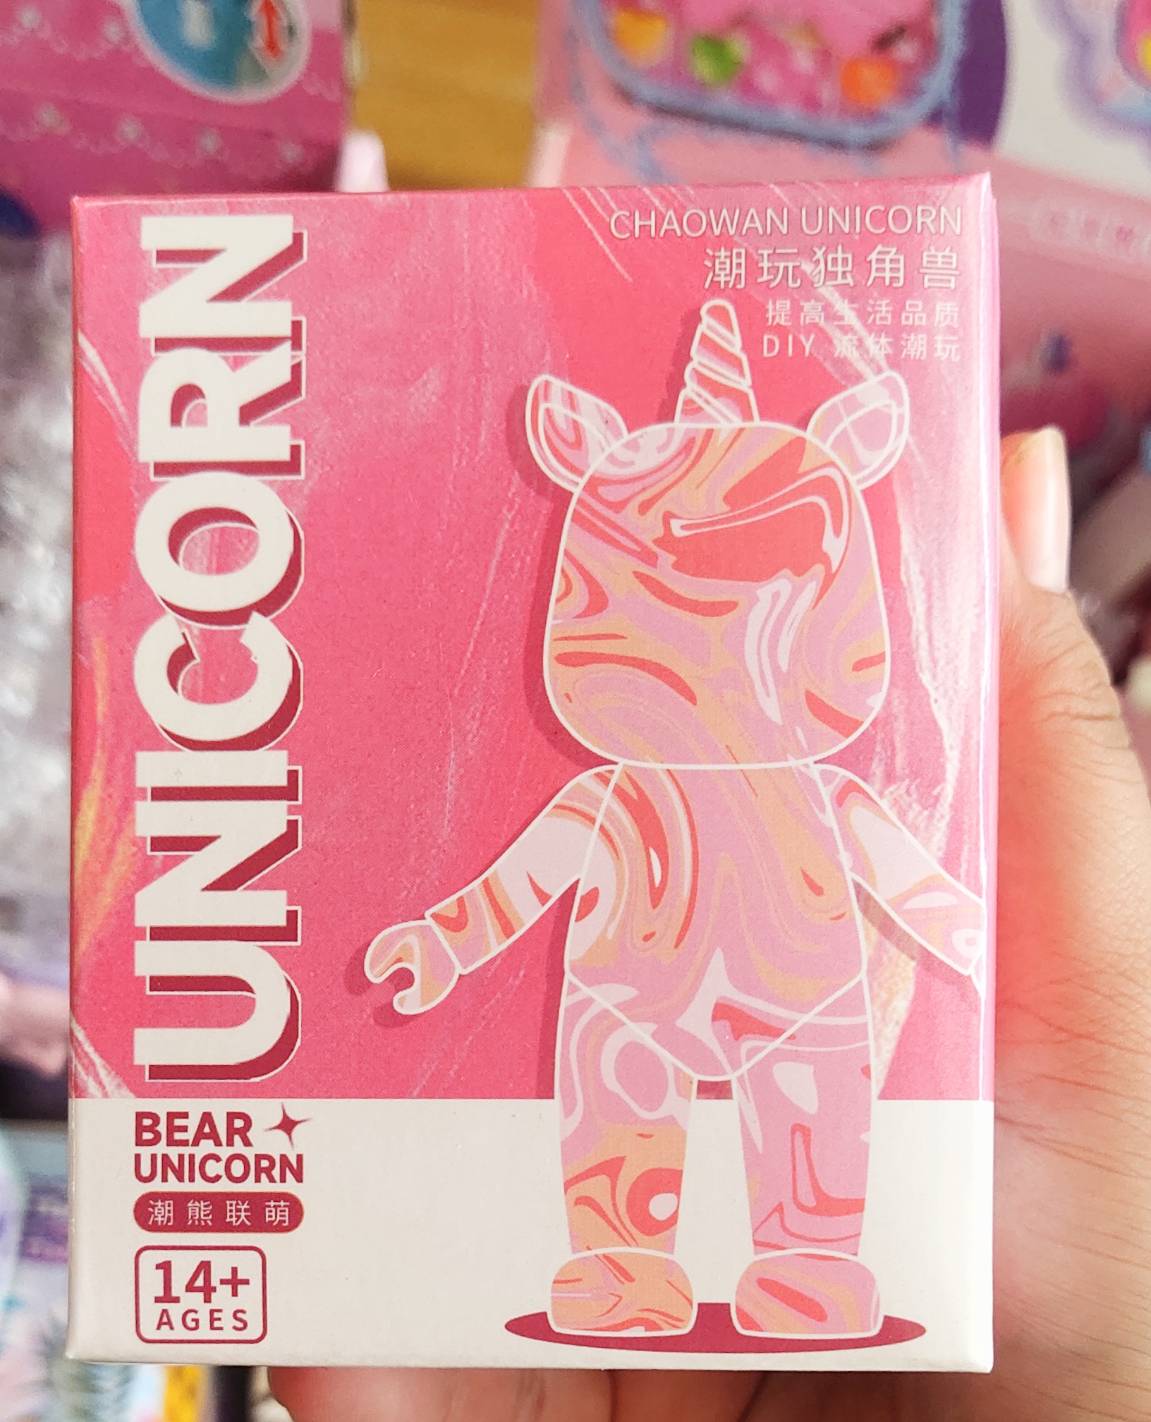 UNICORN
CHAOWAN UNICORN
潮玩独角兽
提高生活品质
DIY 流体潮玩
BEAR
UNICORN
潮熊联萌
14+
AGES